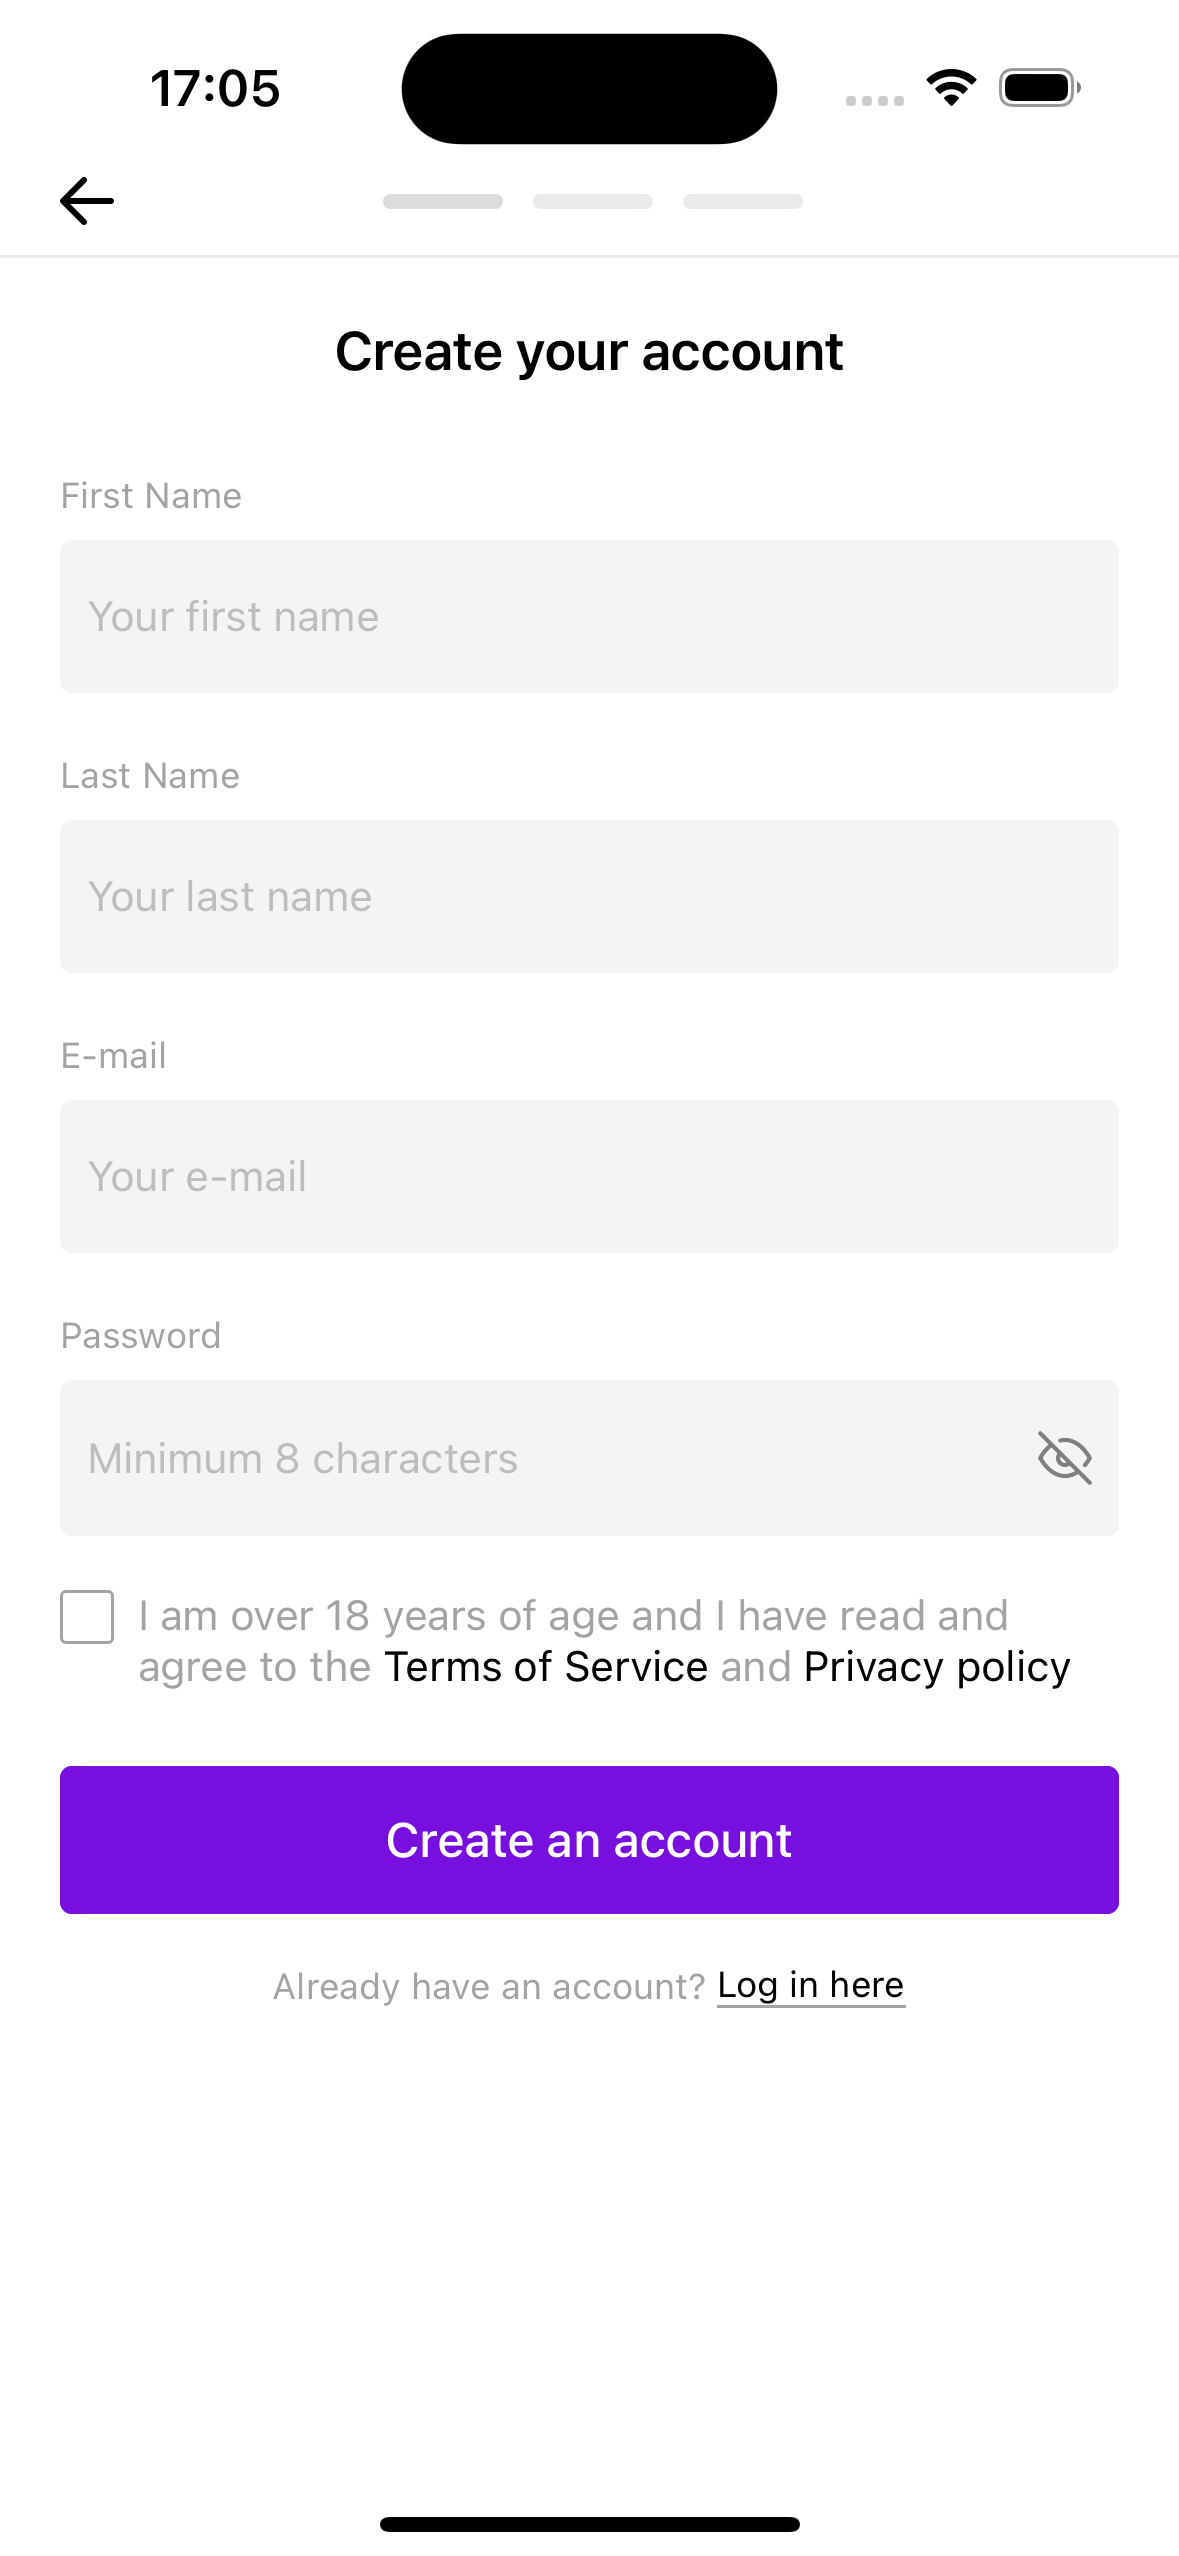 17:05
Create your account
First Name
Your first name
Last Name
Your last name
E-mail
Your e-mail
Password
Minimum 8 characters
I am over 18 years of age and I have read and
agree to the Terms of Service and Privacy policy
Create an account
Already have an account? Log in here